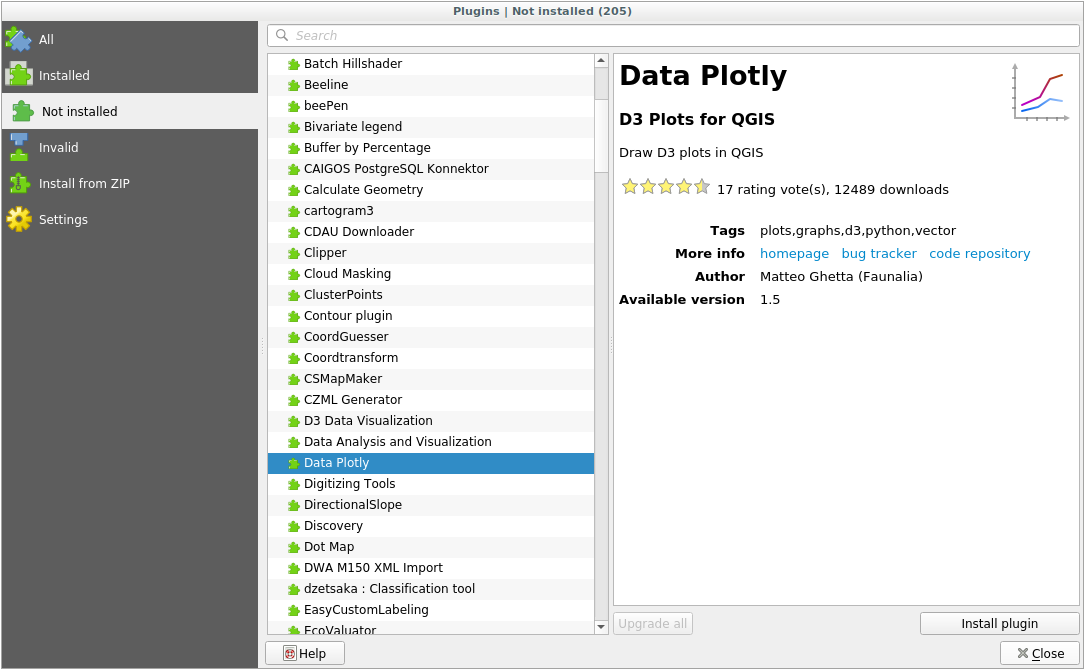 Plugins | Not installed (205)
All
Installed
Not installed
Invalid
Install from ZIP
Settings
Search
Batch Hillshader
Beeline
beePen
Bivariate legend
Buffer by Percentage
CAIGOS PostgreSQL Konnektor
Calculate Geometry
cartogram3
CDAU Downloader
Clipper
Cloud Masking
ClusterPoints
Contour plugin
CoordGuesser
Coordtransform
CSMapMaker
CZML Generator
D3 Data Visualization
Data Analysis and Visualization
Data Plotly
Digitizing Tools
DirectionalSlope
Discovery
Dot Map
DWA M150 XML Import
dzetsaka : Classification tool
EasyCustomLabeling
EcoValuator
Data Plotly
D3 Plots for QGIS
Draw D3 plots in QGIS
17 rating vote(s), 12489 downloads
Tags plots,graphs,d3,python,vector
More info homepage bug tracker code repository
Author Matteo Ghetta (Faunalia)
Available version 1.5
Upgrade all
Install plugin
Help
Close